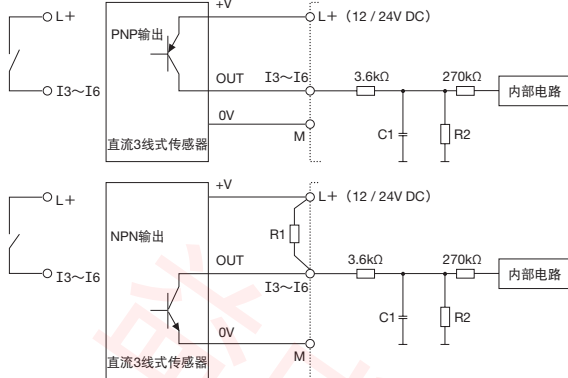 +V
L+
L+（12 / 24V DC）
PNP输出
OUT
I3～I6
3.6kΩ
270kΩ
I3～I6
内部电路
0V
C1
R2
M
直流3线式传感器
+V
L+
L+（12 / 24V DC）
NPN输出
R1
OUT
3.6kΩ
270kΩ
I3～I6
I3～I6
内部电路
C1
R2
0V
M
直流3线式传感器